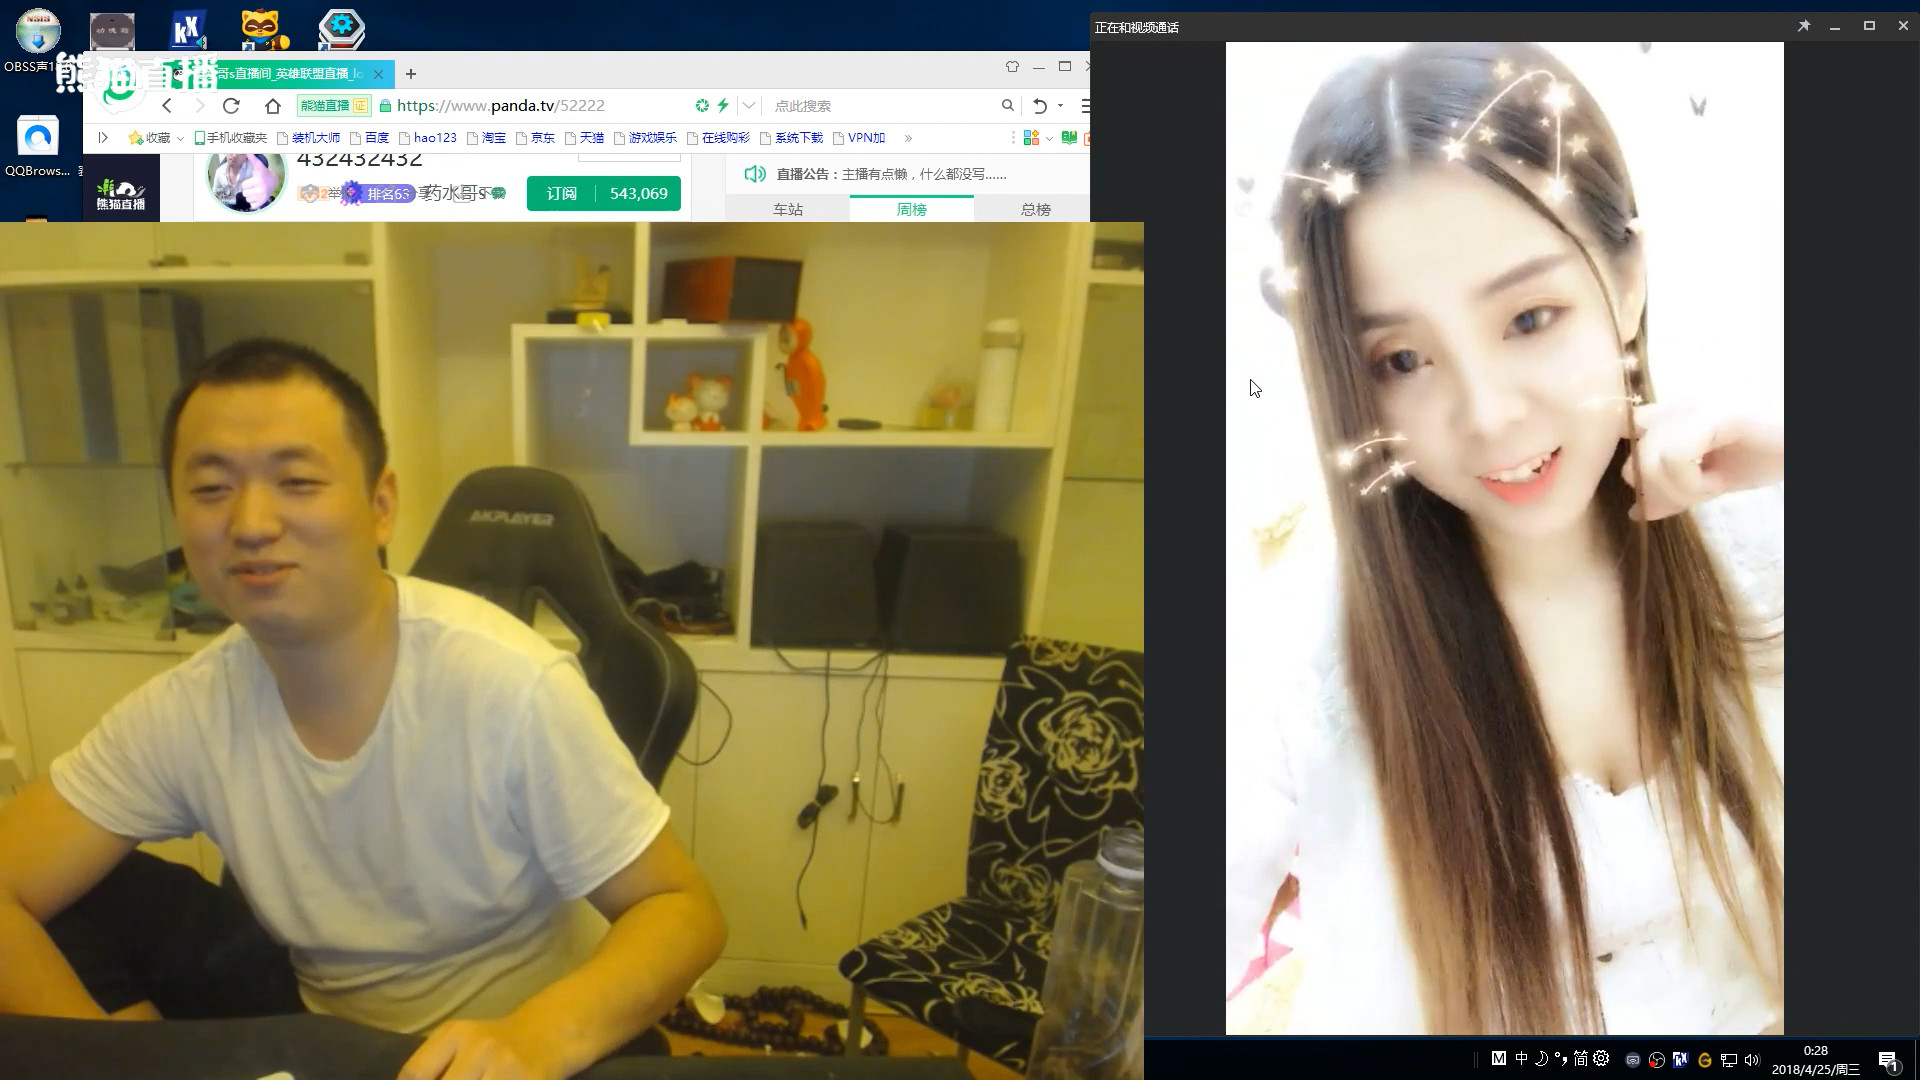 正在和视频通话
OBSS声1
熊猫直播
哥s直播间_英雄联盟直播_lo
熊猫直播 证
https://www.panda.tv/52222
点此搜索
收藏
手机收藏夹
装机大师
百度
hao123
淘宝
京东
天猫
游戏娱乐
在线购彩
系统下载
VPN加
QQBrows...
熊猫直播
432432432
排名63
药水哥s
订阅 543,069
直播公告：主播有点懒，什么都没写......
车站 周榜 总榜
AKPLAYER
M 中 简
0:28
2018/4/25/周三
1